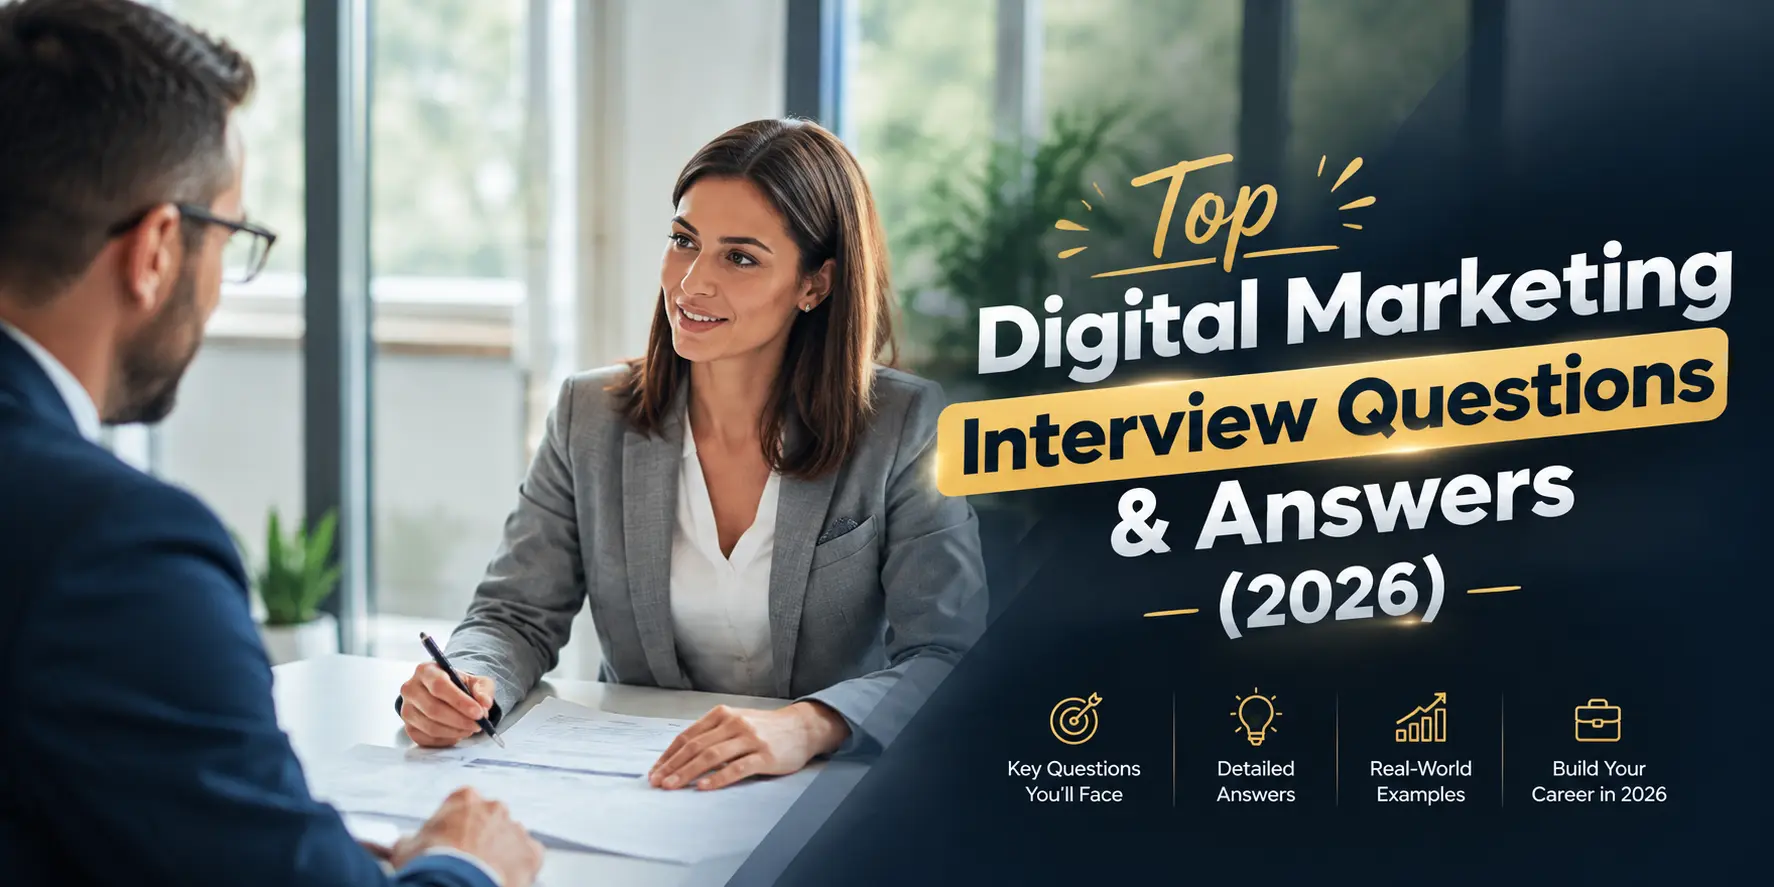 Top
Digital Marketing
Interview Questions
& Answers
(2026)
Key Questions
You'll Face
Detailed
Answers
Real-World
Examples
Build Your
Career in 2026